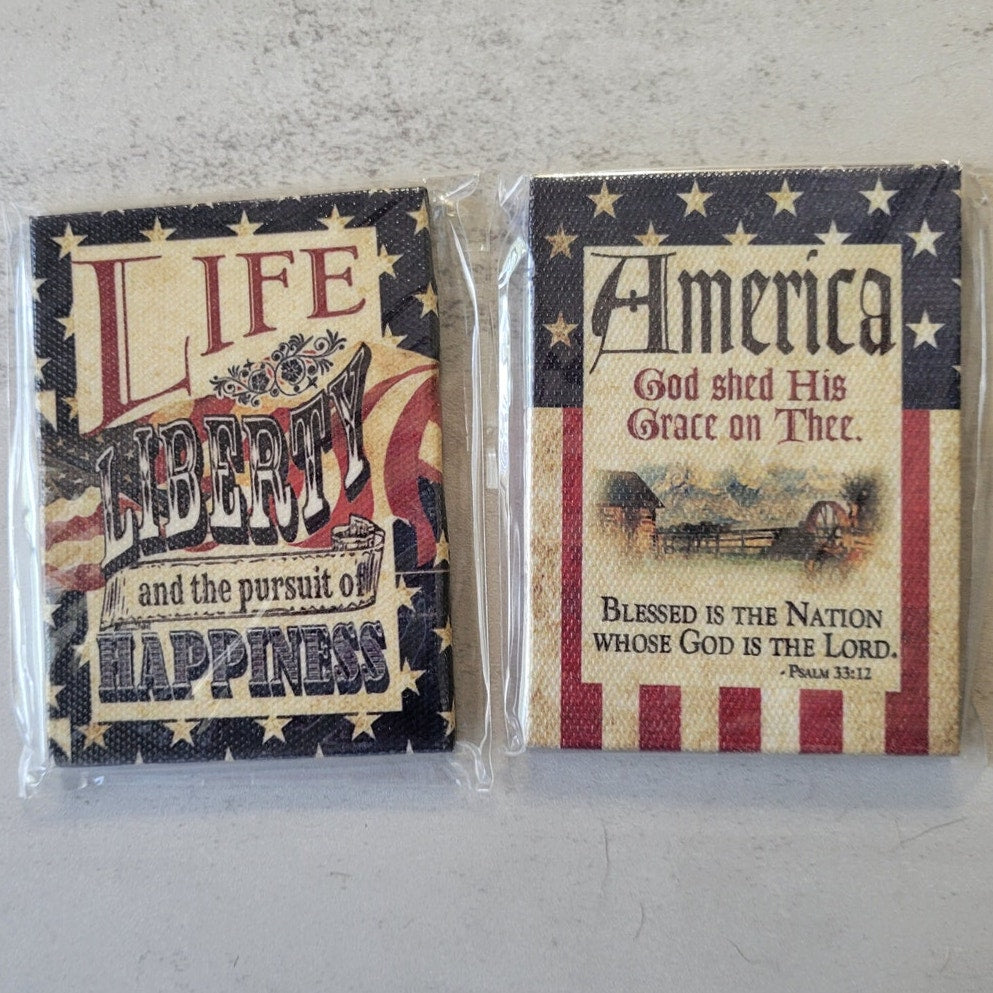 LIFE
LIBERTY
and the pursuit of
HAPPINESS
America
God shed His
Grace on Thee.
BLESSED IS THE NATION
WHOSE GOD IS THE LORD.
- PSALM 33:12